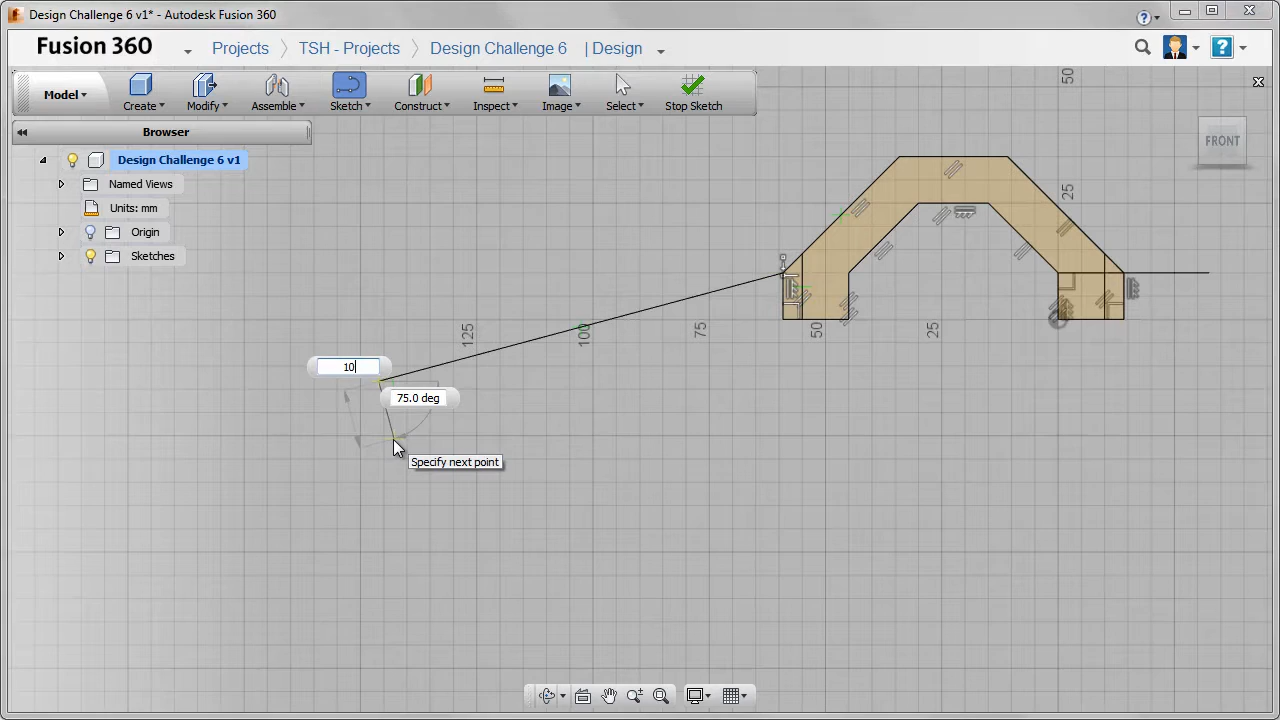 Design Challenge 6 v1* - Autodesk Fusion 360
Fusion 360 Projects TSH - Projects Design Challenge 6 | Design
Model Create Modify Assemble Sketch Construct Inspect Image Select Stop Sketch
Browser
Design Challenge 6 v1
Named Views
Units: mm
Origin
Sketches
FRONT
50
25
125
100
75
50
25
10
75.0 deg
Specify next point